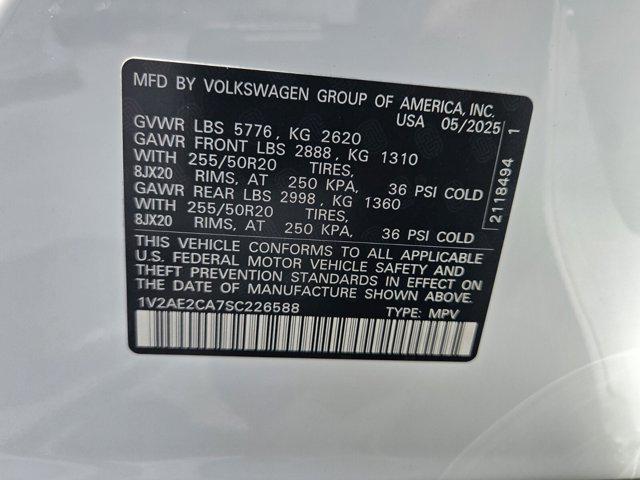 MFD BY VOLKSWAGEN GROUP OF AMERICA, INC.
USA 05/2025
GVWR LBS 5776, KG 2620
GAWR FRONT LBS 2888, KG 1310
WITH 255/50R20 TIRES,
8JX20 RIMS, AT 250 KPA, 36 PSI COLD
GAWR REAR LBS 2998, KG 1360
WITH 255/50R20 TIRES,
8JX20 RIMS, AT 250 KPA, 36 PSI COLD
2118494 1
THIS VEHICLE CONFORMS TO ALL APPLICABLE
U.S. FEDERAL MOTOR VEHICLE SAFETY AND
THEFT PREVENTION STANDARDS IN EFFECT ON
THE DATE OF MANUFACTURE SHOWN ABOVE.
1V2AE2CA7SC226588 TYPE: MPV